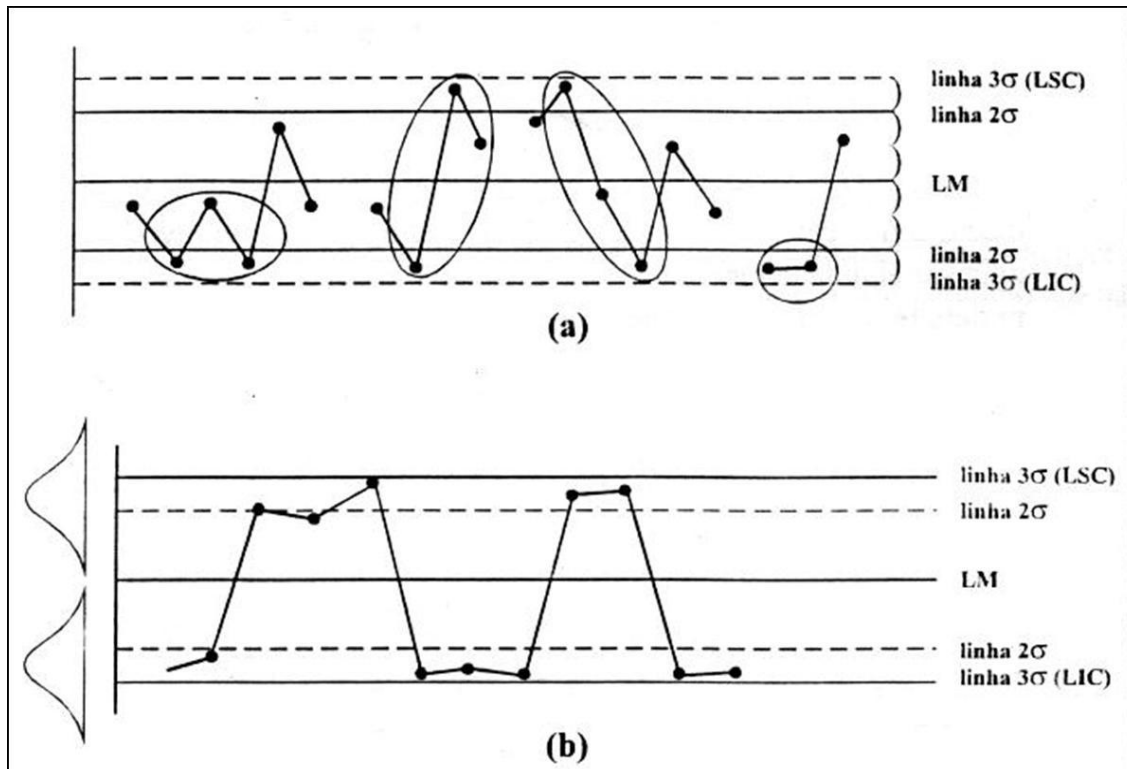 linha 3σ (LSC)
linha 2σ
LM
linha 2σ
linha 3σ (LIC)
(a)
linha 3σ (LSC)
linha 2σ
LM
linha 2σ
linha 3σ (LIC)
(b)